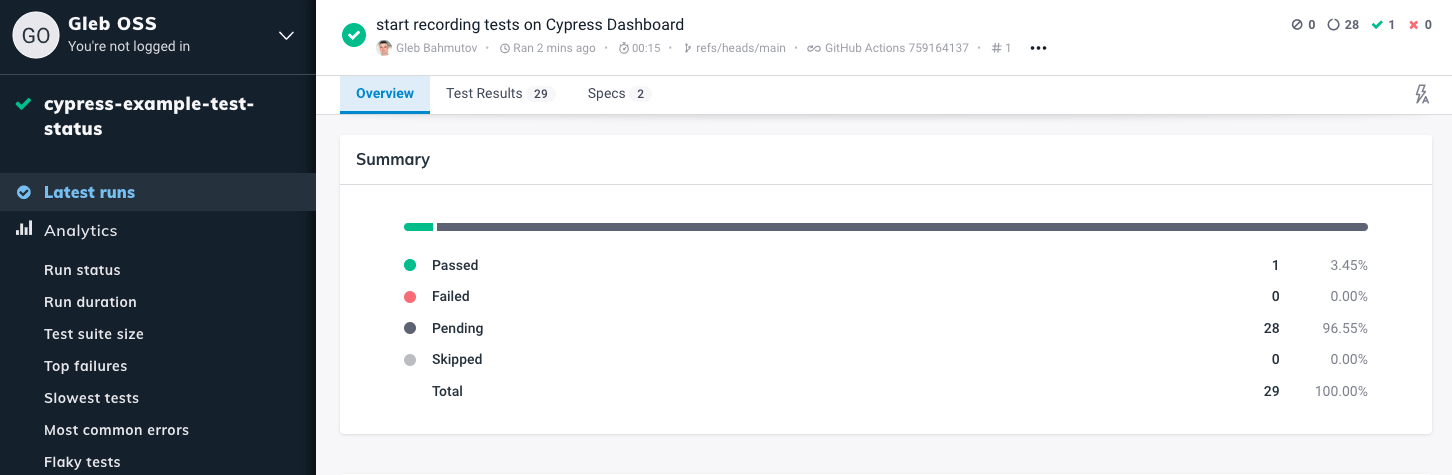 GO
Gleb OSS
You're not logged in
cypress-example-test-
status
Latest runs
Analytics
Run status
Run duration
Test suite size
Top failures
Slowest tests
Most common errors
Flaky tests
start recording tests on Cypress Dashboard
Gleb Bahmutov · Ran 2 mins ago · 00:15 · refs/heads/main · GitHub Actions 759164137 · # 1
0 28 1 0
Overview Test Results 29 Specs 2
A
Summary
Passed 1 3.45%
Failed 0 0.00%
Pending 28 96.55%
Skipped 0 0.00%
Total 29 100.00%